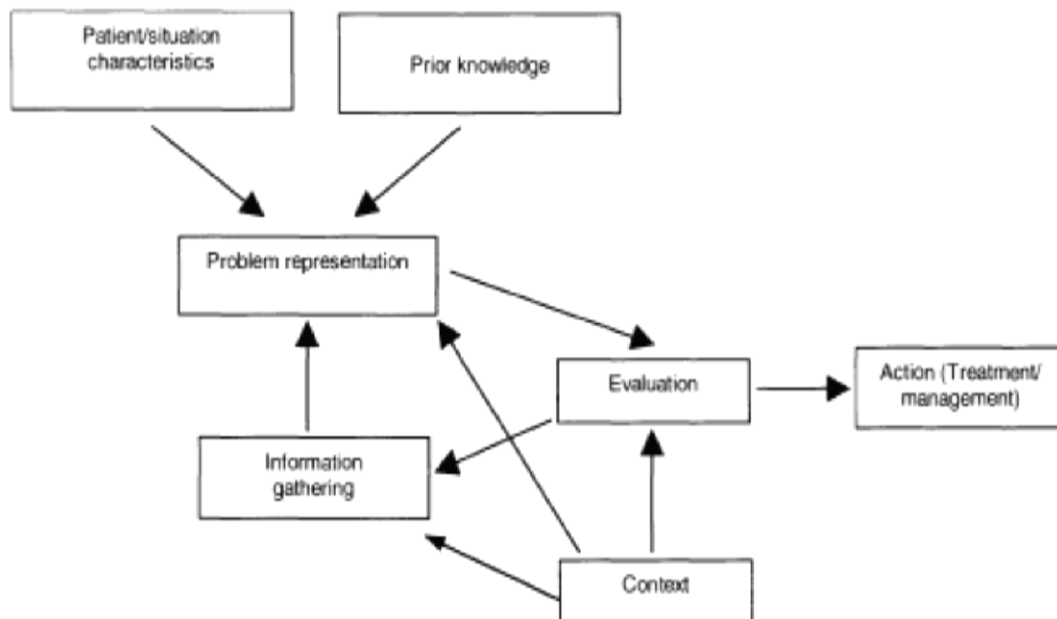 Patient/situation
characteristics
Prior knowledge
Problem representation
Evaluation
Action (Treatment/
management)
Information
gathering
Context